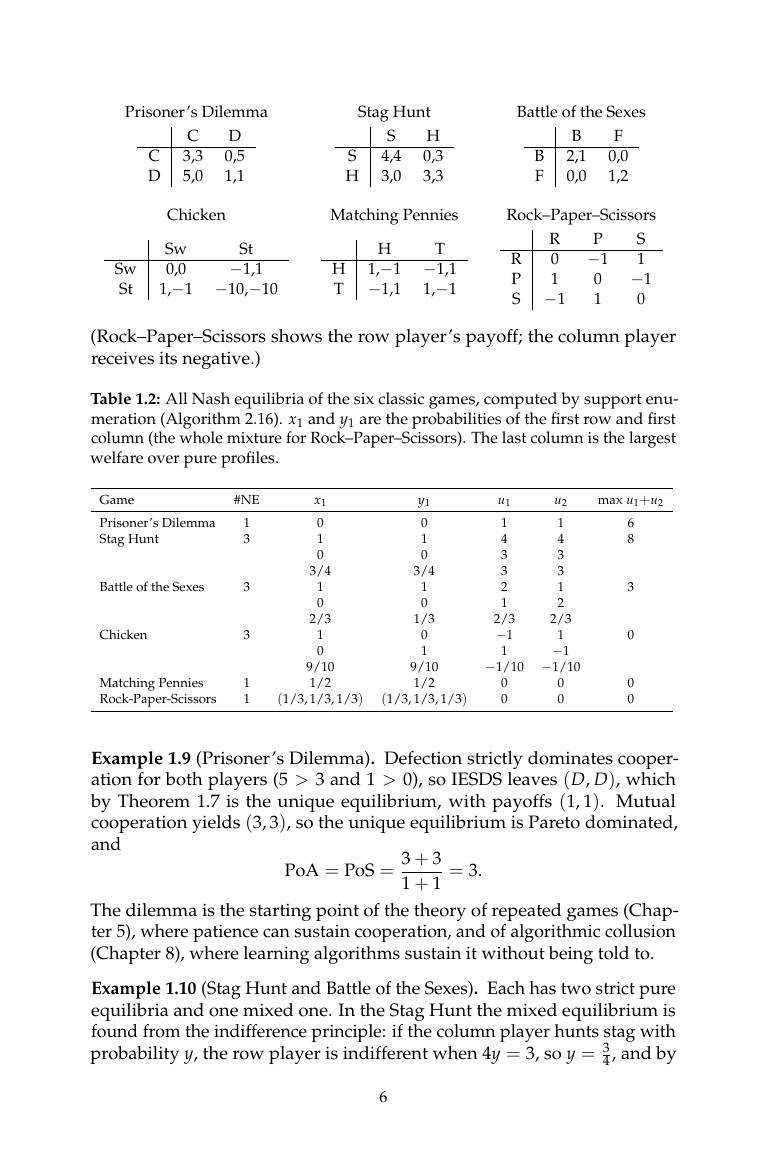 Prisoner's Dilemma Stag Hunt Battle of the Sexes
C D S H B F
C 3,3 0,5 S 4,4 0,3 B 2,1 0,0
D 5,0 1,1 H 3,0 3,3 F 0,0 1,2
Chicken Matching Pennies Rock–Paper–Scissors
Sw St H T R P S
Sw 0,0 −1,1 H 1,−1 −1,1 R 0 −1 1
St 1,−1 −10,−10 T −1,1 1,−1 P 1 0 −1
S −1 1 0
(Rock–Paper–Scissors shows the row player's payoff; the column player
receives its negative.)
Table 1.2: All Nash equilibria of the six classic games, computed by support enu-
meration (Algorithm 2.16). x₁ and y₁ are the probabilities of the first row and first
column (the whole mixture for Rock–Paper–Scissors). The last column is the largest
welfare over pure profiles.
Game #NE x₁ y₁ u₁ u₂ max u₁+u₂
Prisoner's Dilemma 1 0 0 1 1 6
Stag Hunt 3 1 1 4 4 8
0 0 3 3
3/4 3/4 3 3
Battle of the Sexes 3 1 1 2 1 3
0 0 1 2
2/3 1/3 2/3 2/3
Chicken 3 1 0 −1 1 0
0 1 1 −1
9/10 9/10 −1/10 −1/10
Matching Pennies 1 1/2 1/2 0 0 0
Rock-Paper-Scissors 1 (1/3,1/3,1/3) (1/3,1/3,1/3) 0 0 0
Example 1.9 (Prisoner's Dilemma). Defection strictly dominates cooper-
ation for both players (5 > 3 and 1 > 0), so IESDS leaves (D, D), which
by Theorem 1.7 is the unique equilibrium, with payoffs (1, 1). Mutual
cooperation yields (3, 3), so the unique equilibrium is Pareto dominated,
and
PoA = PoS = (3 + 3)/(1 + 1) = 3.
The dilemma is the starting point of the theory of repeated games (Chap-
ter 5), where patience can sustain cooperation, and of algorithmic collusion
(Chapter 8), where learning algorithms sustain it without being told to.
Example 1.10 (Stag Hunt and Battle of the Sexes). Each has two strict pure
equilibria and one mixed one. In the Stag Hunt the mixed equilibrium is
found from the indifference principle: if the column player hunts stag with
probability y, the row player is indifferent when 4y = 3, so y = 3/4, and by
6